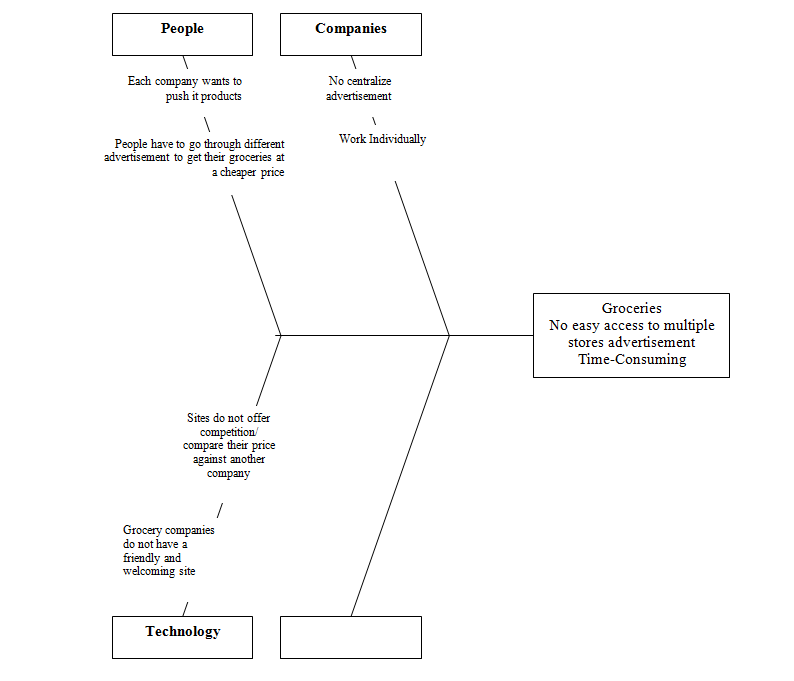 People
Companies
Each company wants to
push it products
No centralize
advertisement
People have to go through different
advertisement to get their groceries at
a cheaper price
Work Individually
Groceries
No easy access to multiple
stores advertisement
Time-Consuming
Sites do not offer
competition/
compare their price
against another
company
Grocery companies
do not have a
friendly and
welcoming site
Technology